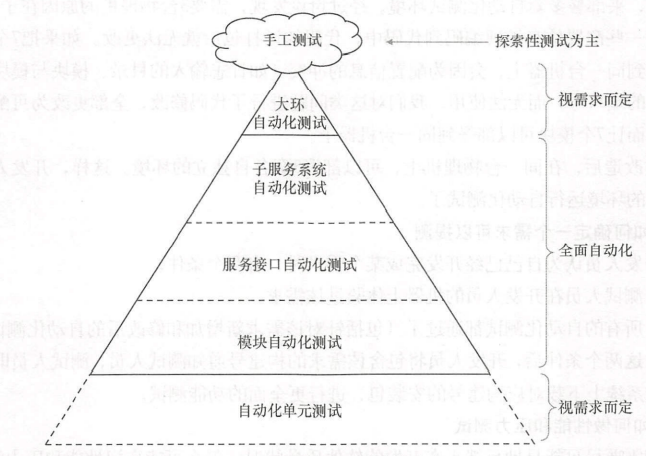 手工测试
探索性测试为主
大环
自动化测试
视需求而定
子服务系统
自动化测试
服务接口自动化测试
全面自动化
模块自动化测试
自动化单元测试
视需求而定